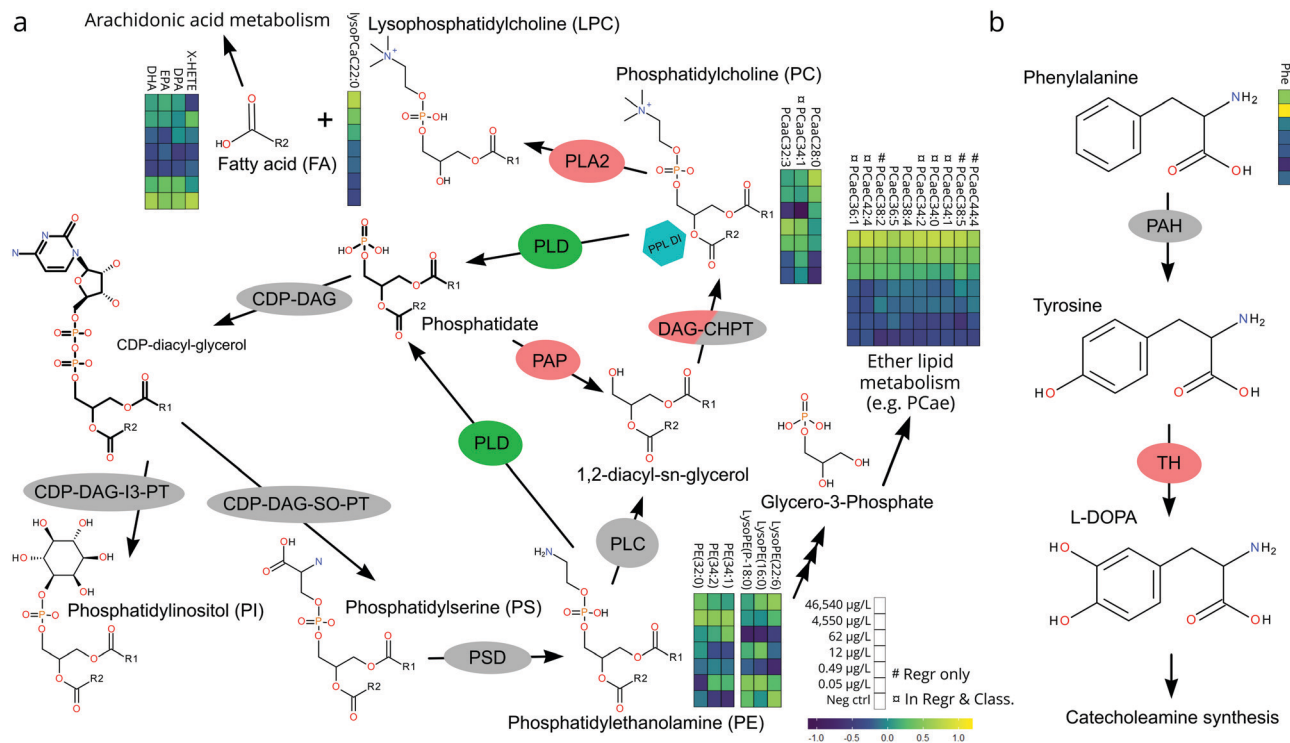 a
Arachidonic acid metabolism
DHA
EPA
DPA
X-HETE
Fatty acid (FA)
+
lysoPCaC22:0
Lysophosphatidylcholine (LPC)
PLA2
Phosphatidylcholine (PC)
PCaaC32:3
¤ PCaaC34:1
PCaaC28:0
PPL DI
PLD
CDP-DAG
CDP-diacyl-glycerol
Phosphatidate
PAP
DAG-CHPT
¤ PCaeC36:1
¤ PCaeC42:4
# PCaeC38:2
PCaeC36:5
PCaeC38:4
¤ PCaeC34:2
¤ PCaeC34:0
¤ PCaeC34:1
# PCaeC38:5
# PCaeC44:4
Ether lipid
metabolism
(e.g. PCae)
PLD
1,2-diacyl-sn-glycerol
Glycero-3-Phosphate
CDP-DAG-I3-PT
CDP-DAG-SO-PT
PLC
Phosphatidylinositol (PI)
Phosphatidylserine (PS)
PSD
Phosphatidylethanolamine (PE)
PE(32:0)
PE(34:2)
PE(34:1)
LysoPE(P-18:0)
LysoPE(16:0)
LysoPE(22:6)
46,540 µg/L
4,550 µg/L
62 µg/L
12 µg/L
0.49 µg/L
0.05 µg/L
Neg ctrl
# Regr only
¤ In Regr & Class.
-1.0 -0.5 0.0 0.5 1.0
b
Phenylalanine
Phe
PAH
Tyrosine
TH
L-DOPA
Catecholeamine synthesis